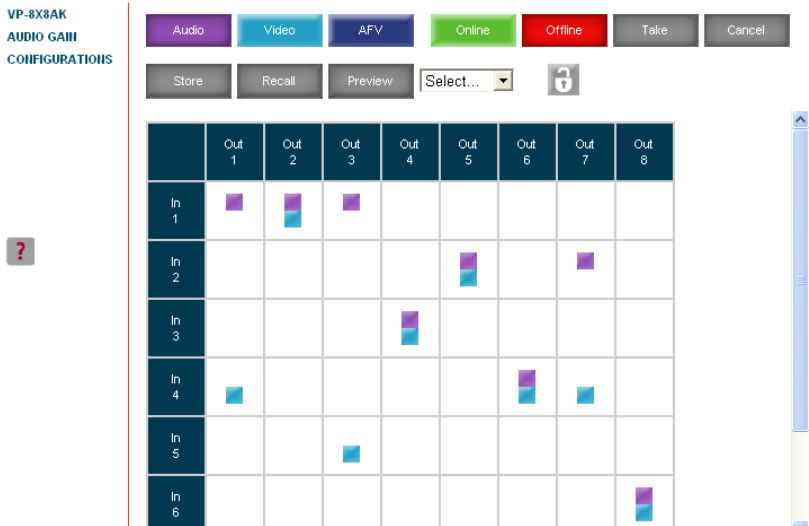 VP-8X8AK
AUDIO GAIN
CONFIGURATIONS
Audio Video AFV Online Offline Take Cancel
Store Recall Preview Select...
?
Out 1 Out 2 Out 3 Out 4 Out 5 Out 6 Out 7 Out 8
In
1
In
2
In
3
In
4
In
5
In
6